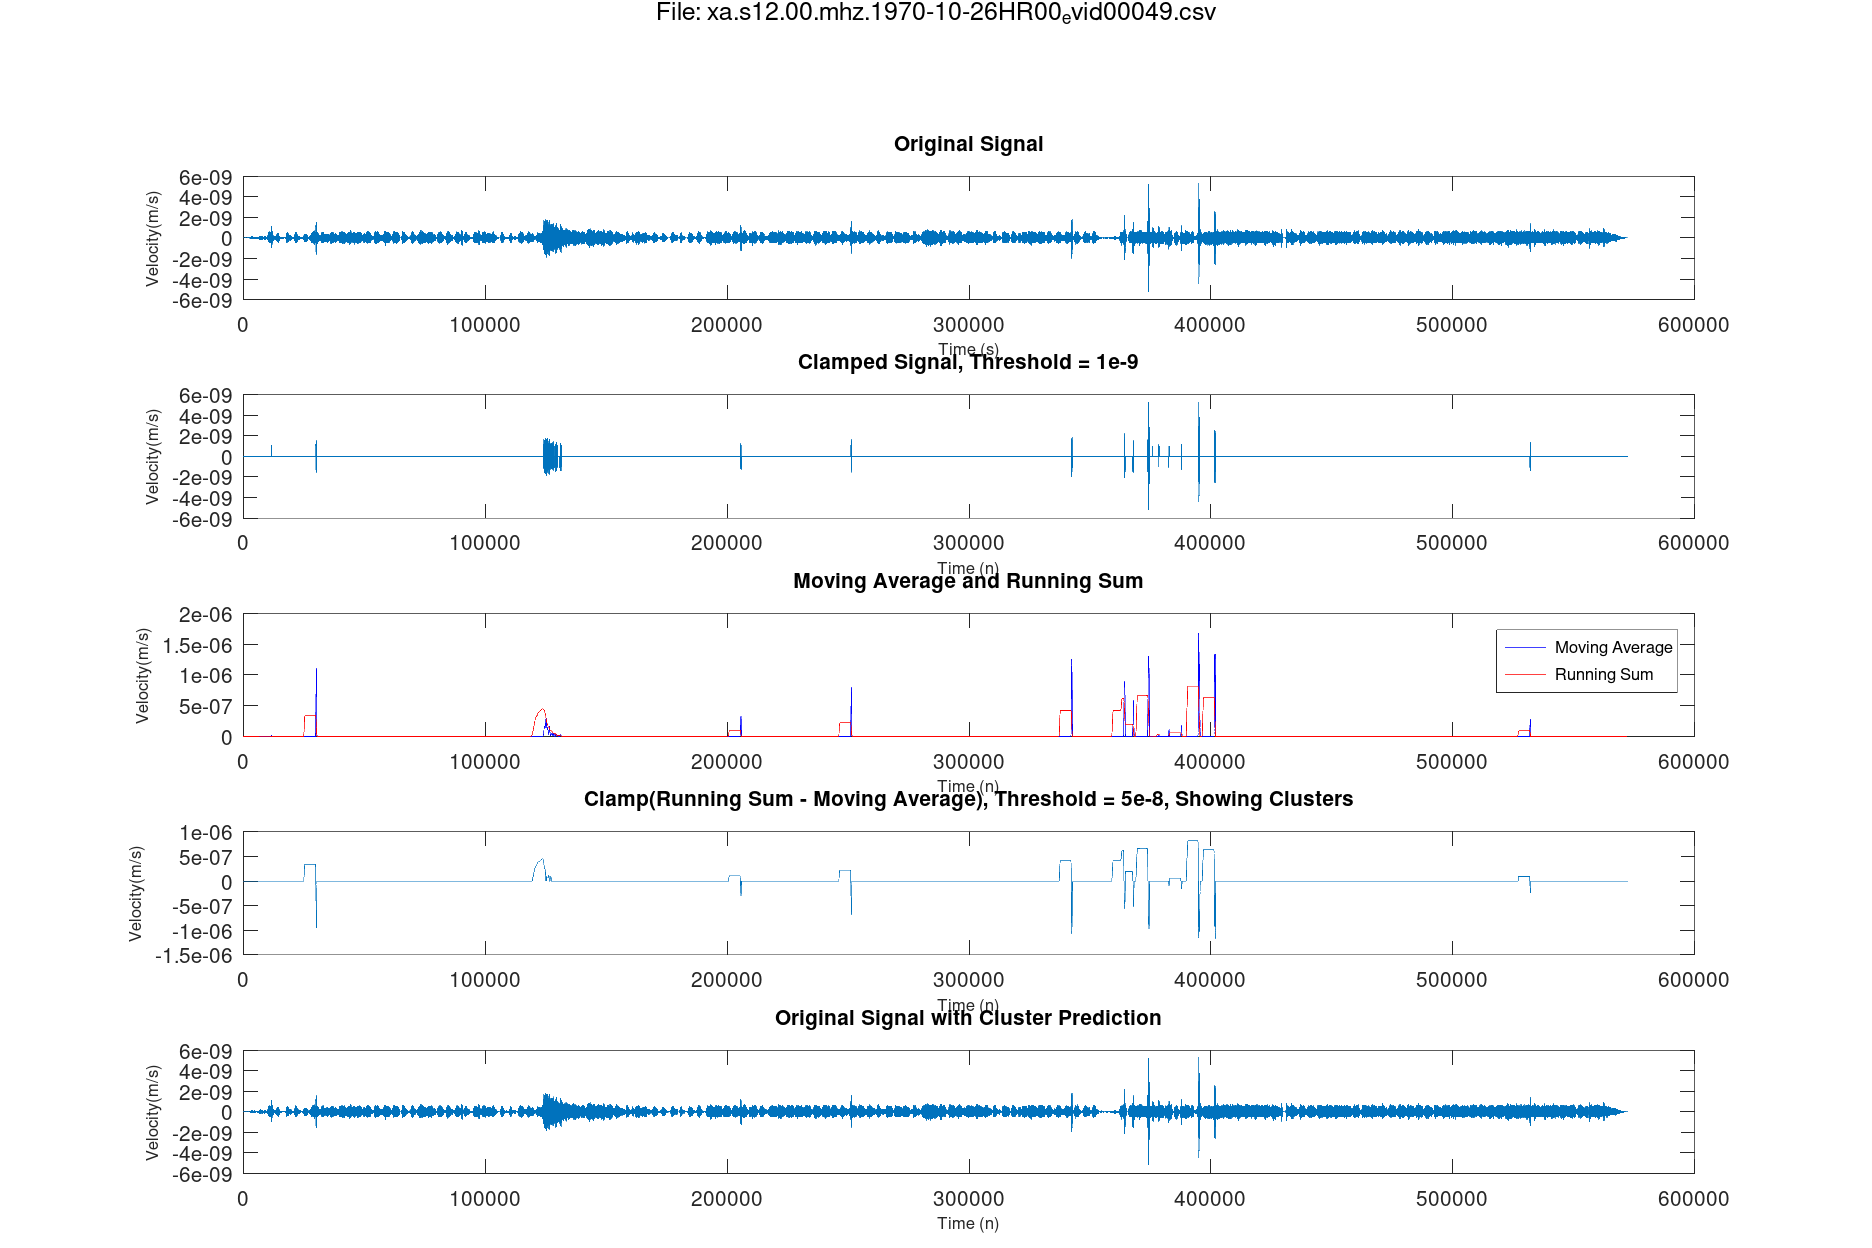 File: xa.s12.00.mhz.1970-10-26HR00evid00049.csv
Original Signal
6e-09
4e-09
2e-09
0
-2e-09
-4e-09
-6e-09
Velocity(m/s)
0 100000 200000 300000 400000 500000 600000
Time (s)
Clamped Signal, Threshold = 1e-9
6e-09
4e-09
2e-09
0
-2e-09
-4e-09
-6e-09
Velocity(m/s)
0 100000 200000 300000 400000 500000 600000
Time (n)
Moving Average and Running Sum
2e-06
1.5e-06
1e-06
5e-07
0
Velocity(m/s)
Moving Average
Running Sum
0 100000 200000 300000 400000 500000 600000
Time (n)
Clamp(Running Sum - Moving Average), Threshold = 5e-8, Showing Clusters
1e-06
5e-07
0
-5e-07
-1e-06
-1.5e-06
Velocity(m/s)
0 100000 200000 300000 400000 500000 600000
Time (n)
Original Signal with Cluster Prediction
6e-09
4e-09
2e-09
0
-2e-09
-4e-09
-6e-09
Velocity(m/s)
0 100000 200000 300000 400000 500000 600000
Time (n)